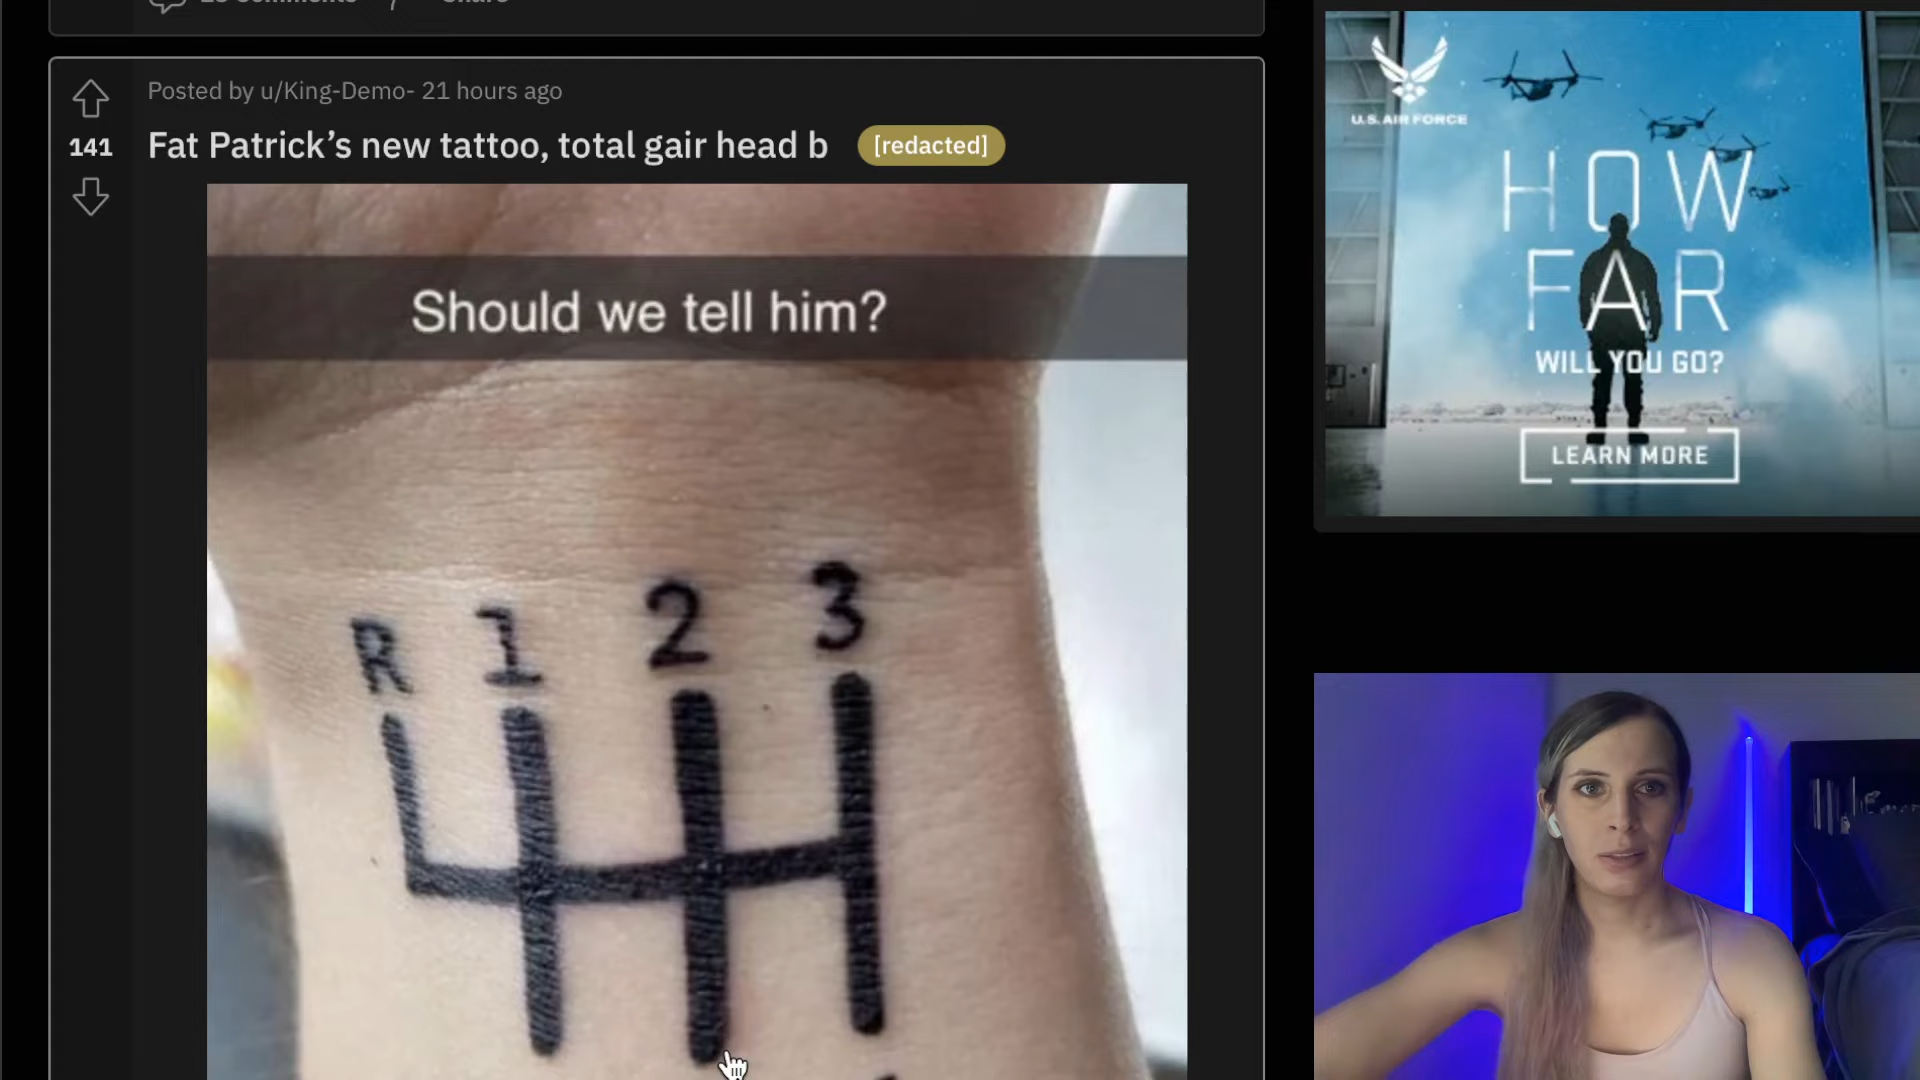 Posted by u/King-Demo- 21 hours ago
141
Fat Patrick’s new tattoo, total gair head b [redacted]
Should we tell him?
R 1 2 3
U.S. AIR FORCE
HOW
FAR
WILL YOU GO?
LEARN MORE